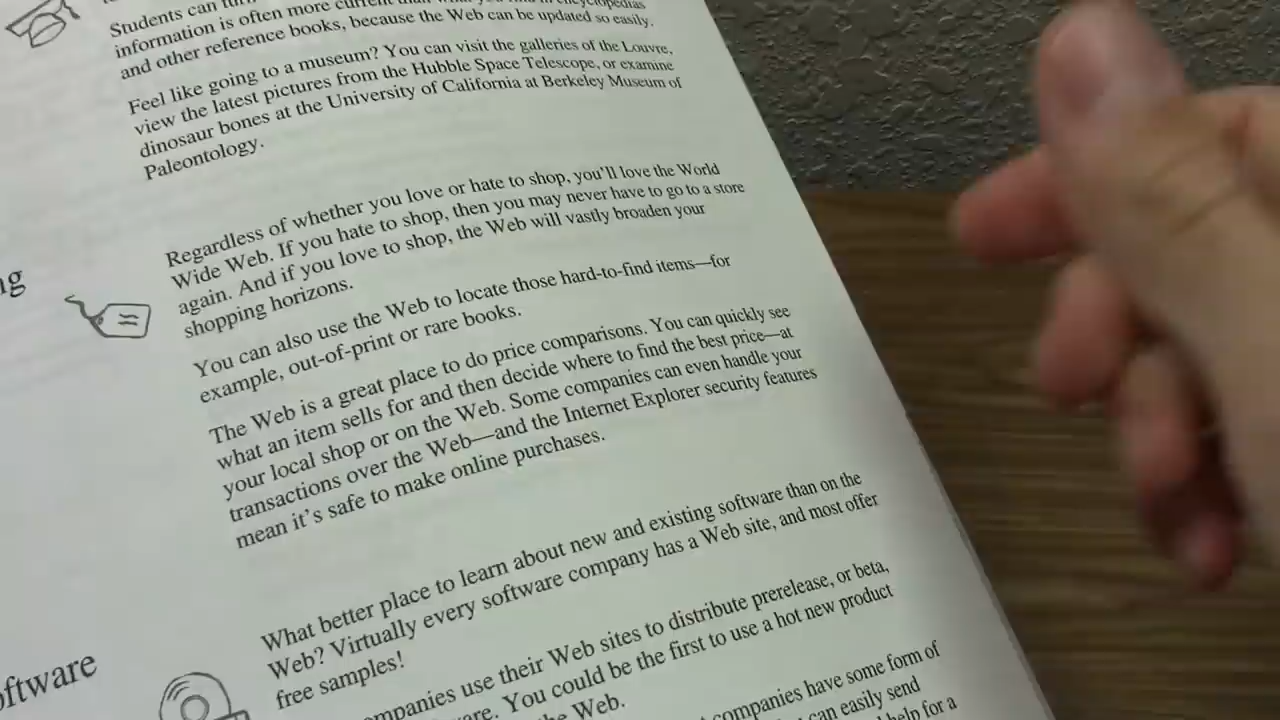 Students can
information is often more current than what you find in encyclopedias
and other reference books, because the Web can be updated so easily.
Feel like going to a museum? You can visit the galleries of the Louvre,
view the latest pictures from the Hubble Space Telescope, or examine
dinosaur bones at the University of California at Berkeley Museum of
Paleontology.
ng
Regardless of whether you love or hate to shop, you'll love the World
Wide Web. If you hate to shop, then you may never have to go to a store
again. And if you love to shop, the Web will vastly broaden your
shopping horizons.
You can also use the Web to locate those hard-to-find items—for
example, out-of-print or rare books.
The Web is a great place to do price comparisons. You can quickly see
what an item sells for and then decide where to find the best price—at
your local shop or on the Web. Some companies can even handle your
transactions over the Web—and the Internet Explorer security features
mean it's safe to make online purchases.
oftware
What better place to learn about new and existing software than on the
Web? Virtually every software company has a Web site, and most offer
free samples!
ompanies use their Web sites to distribute prerelease, or beta,
are. You could be the first to use a hot new product
the Web.
companies have some form of
can easily send
help for a